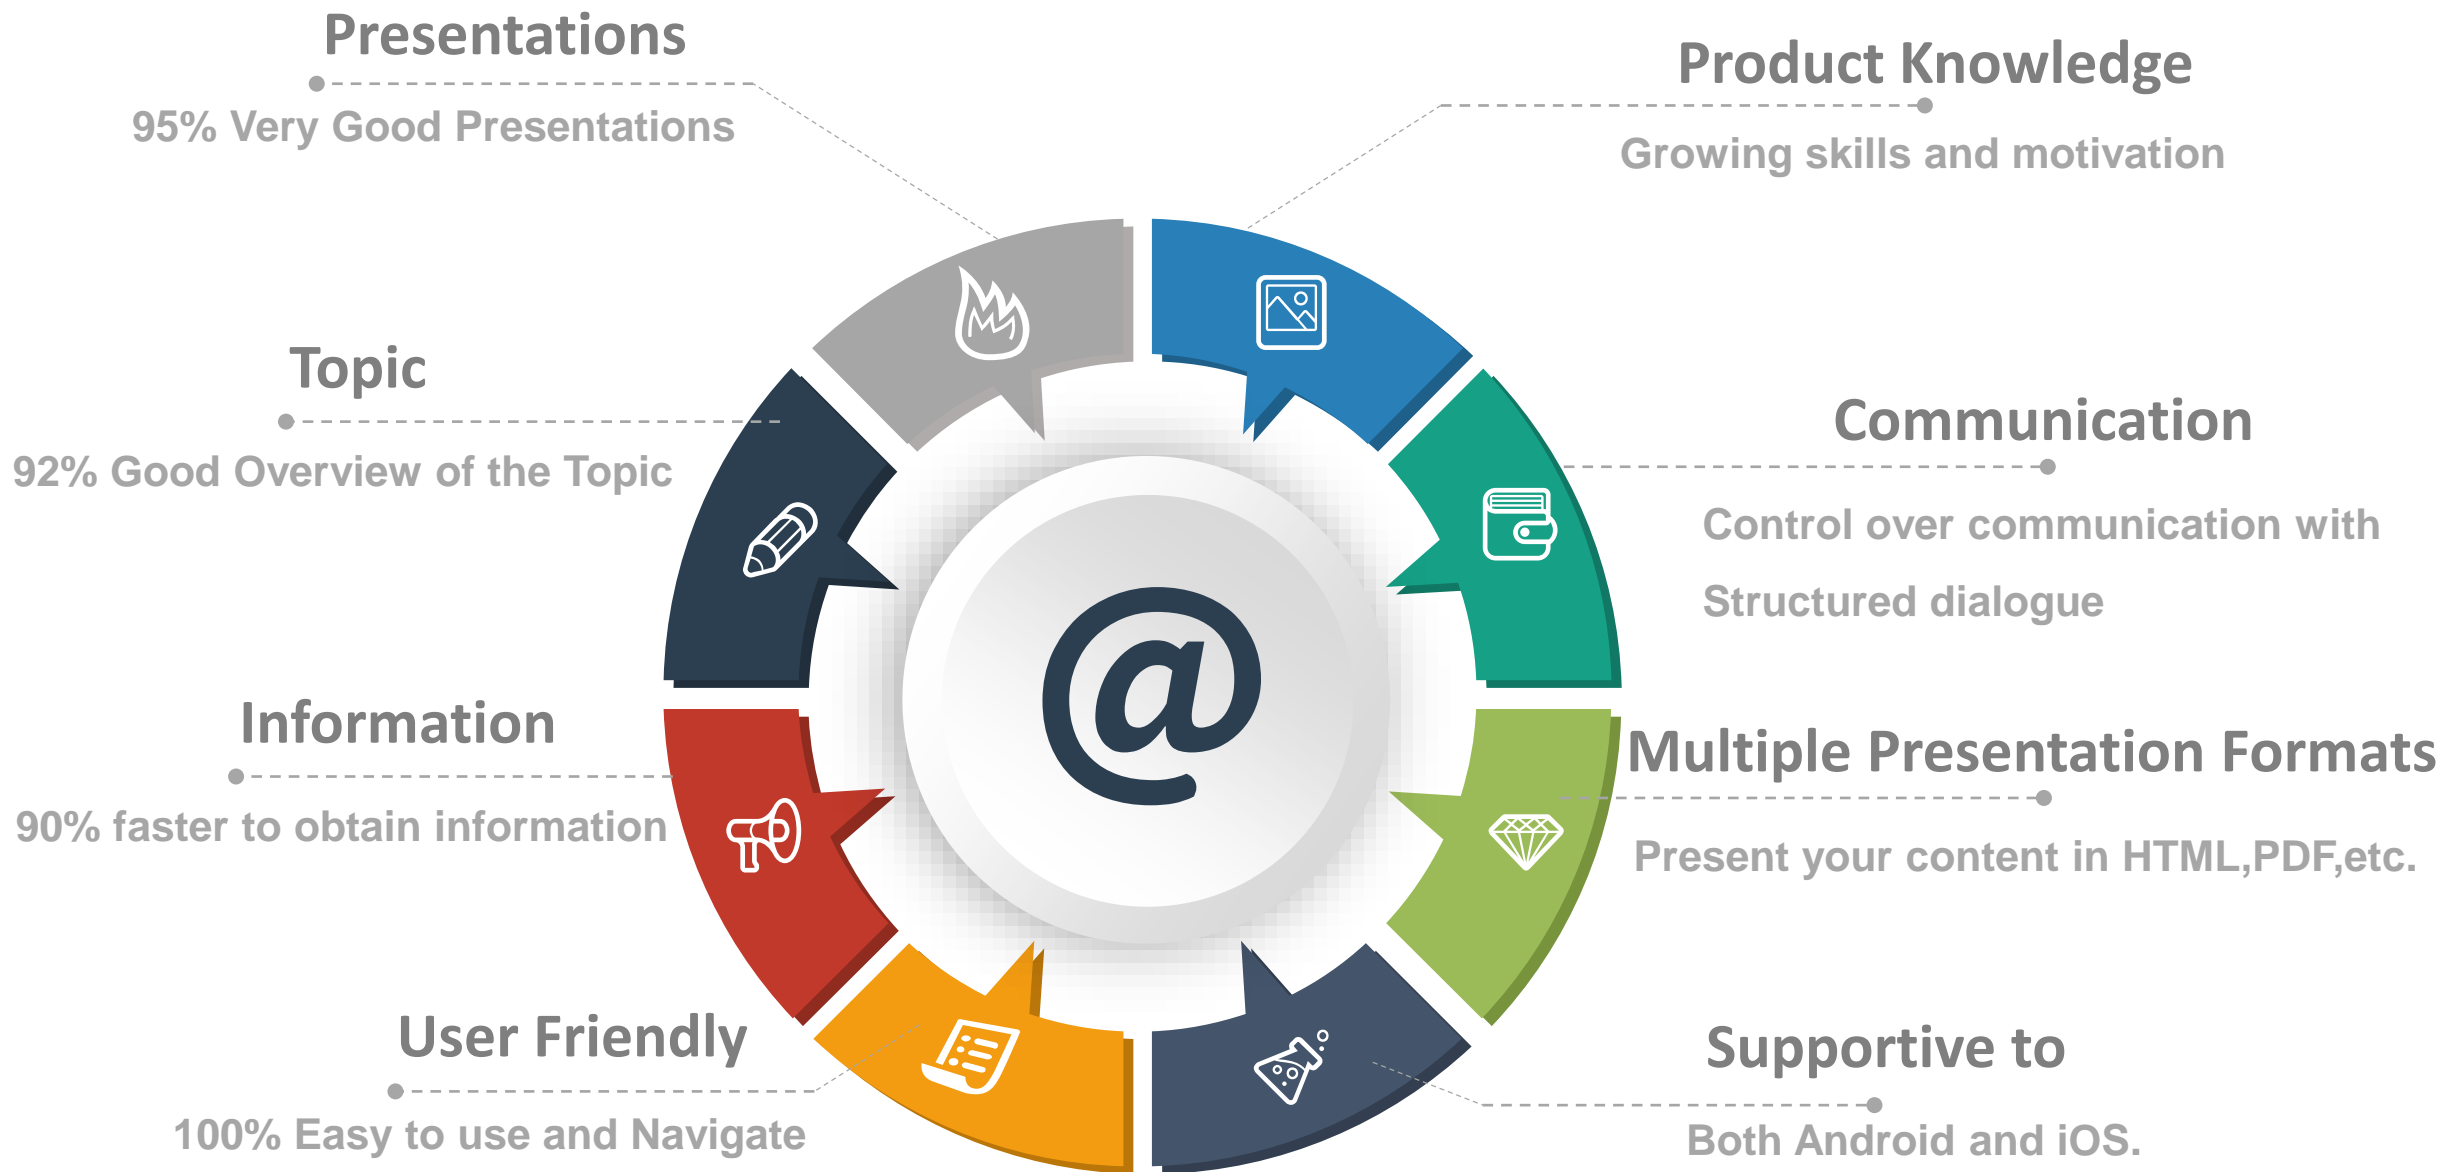 Presentations
95% Very Good Presentations
Product Knowledge
Growing skills and motivation
Topic
92% Good Overview of the Topic
Communication
Control over communication with
Structured dialogue
Information
90% faster to obtain information
Multiple Presentation Formats
Present your content in HTML,PDF,etc.
User Friendly
100% Easy to use and Navigate
Supportive to
Both Android and iOS.
@